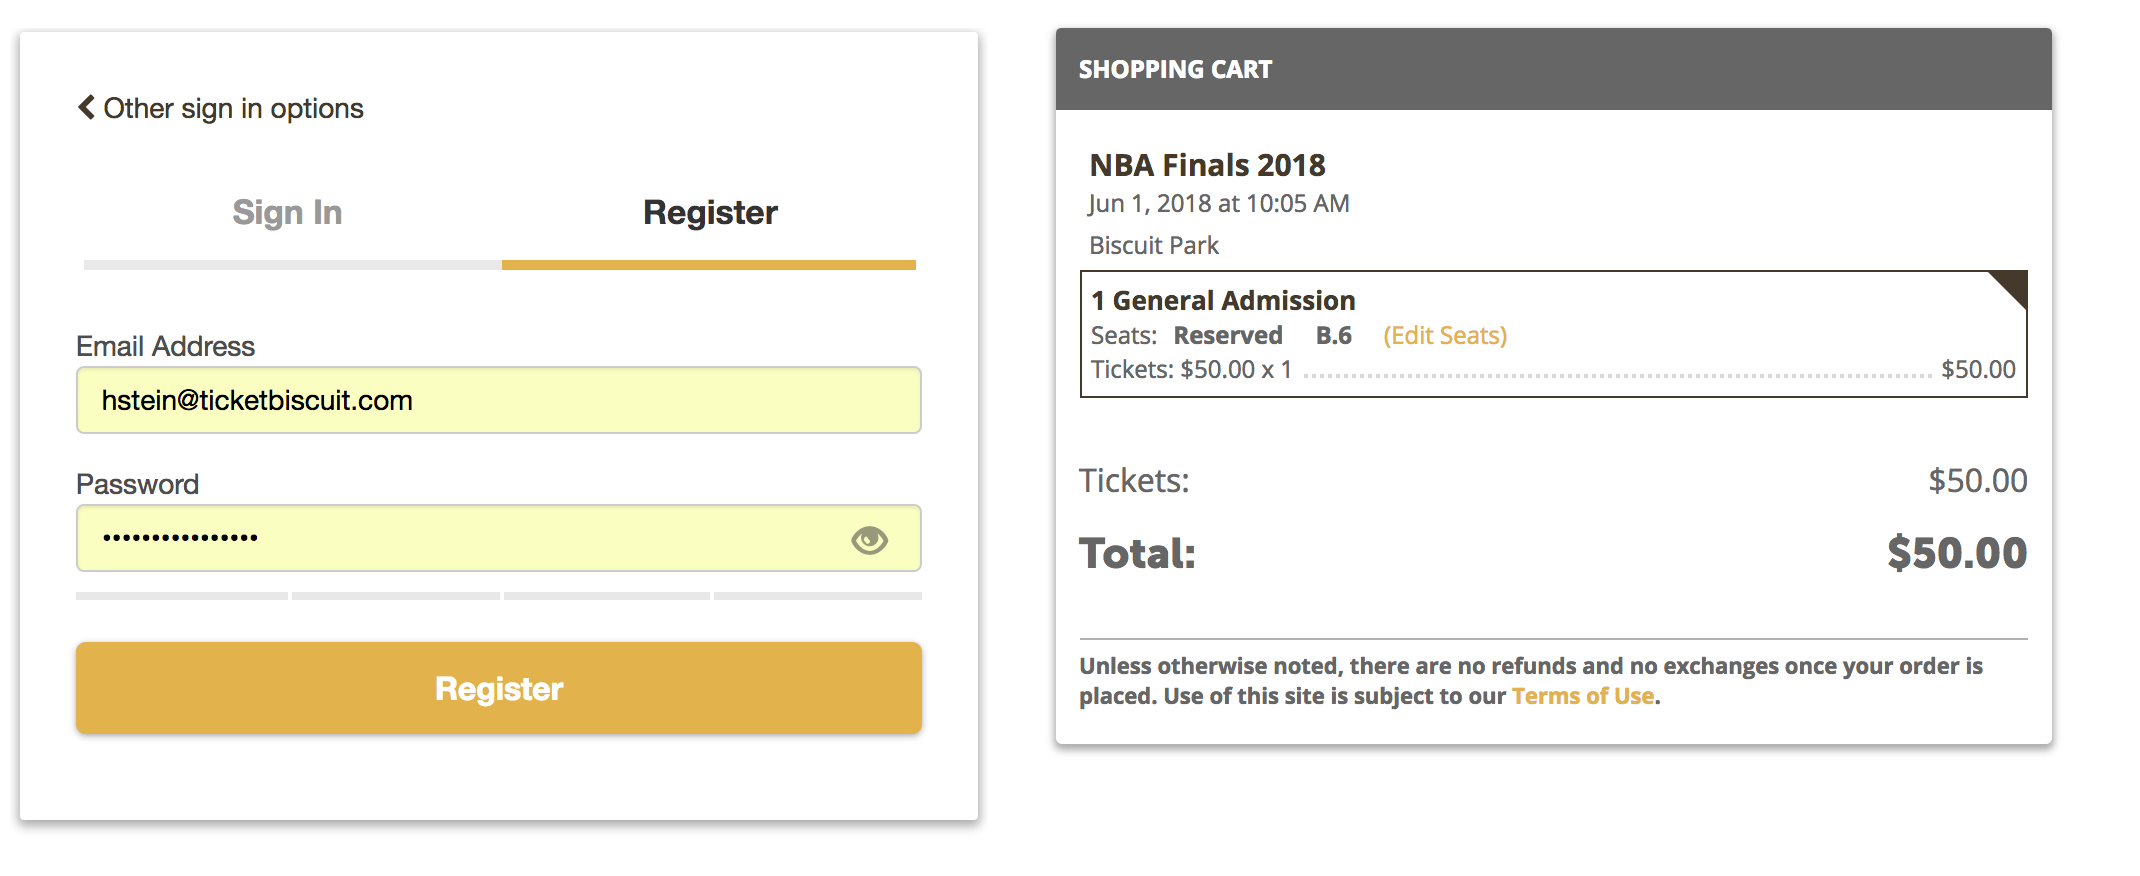 Other sign in options
Sign In
Register
Email Address
hstein@ticketbiscuit.com
Password
••••••••••••••••
Register
SHOPPING CART
NBA Finals 2018
Jun 1, 2018 at 10:05 AM
Biscuit Park
1 General Admission
Seats: Reserved B.6 (Edit Seats)
Tickets: $50.00 x 1 $50.00
Tickets: $50.00
Total: $50.00
Unless otherwise noted, there are no refunds and no exchanges once your order is
placed. Use of this site is subject to our Terms of Use.